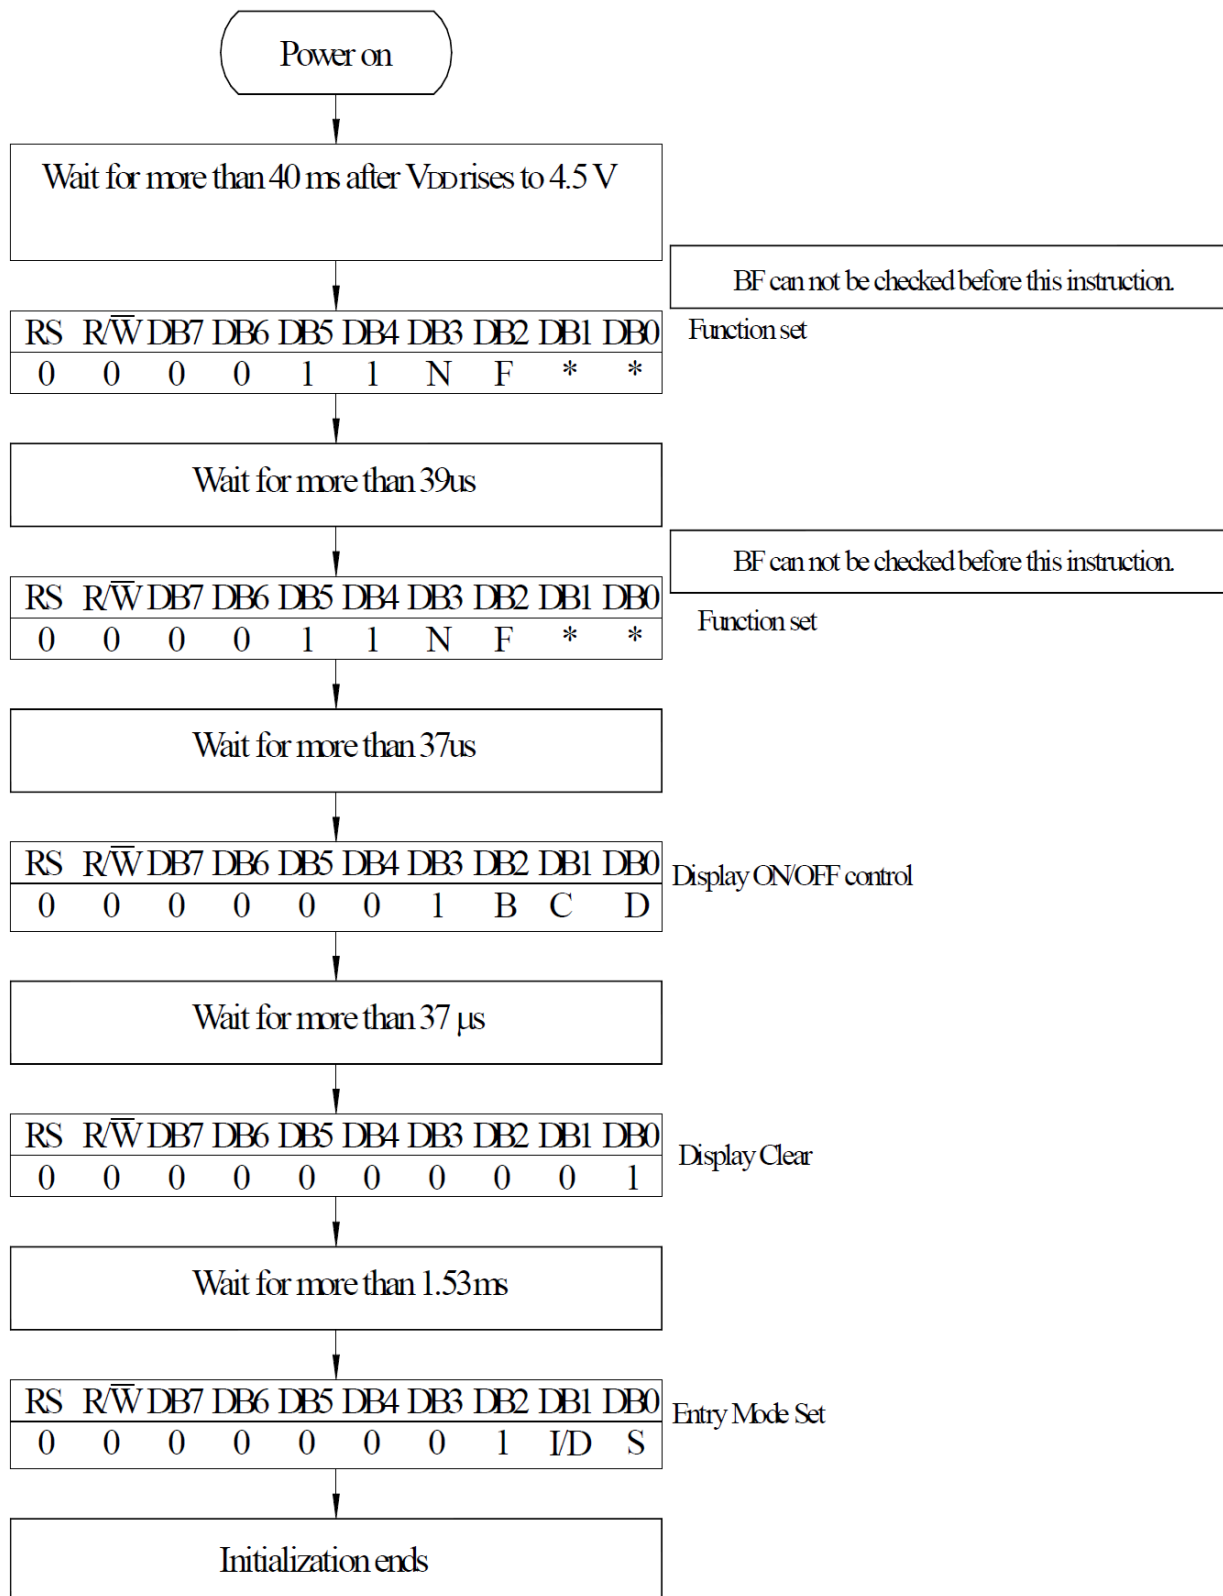 Power on
Wait for more than 40 ms after VDD rises to 4.5 V
BF can not be checked before this instruction.
RS R/W̅ DB7 DB6 DB5 DB4 DB3 DB2 DB1 DB0
Function set
0 0 0 0 1 1 N F * *
Wait for more than 39us
BF can not be checked before this instruction.
RS R/W̅ DB7 DB6 DB5 DB4 DB3 DB2 DB1 DB0
Function set
0 0 0 0 1 1 N F * *
Wait for more than 37us
RS R/W̅ DB7 DB6 DB5 DB4 DB3 DB2 DB1 DB0
Display ON/OFF control
0 0 0 0 0 0 1 B C D
Wait for more than 37 μs
RS R/W̅ DB7 DB6 DB5 DB4 DB3 DB2 DB1 DB0
Display Clear
0 0 0 0 0 0 0 0 0 1
Wait for more than 1.53ms
RS R/W̅ DB7 DB6 DB5 DB4 DB3 DB2 DB1 DB0
Entry Mode Set
0 0 0 0 0 0 0 1 I/D S
Initialization ends